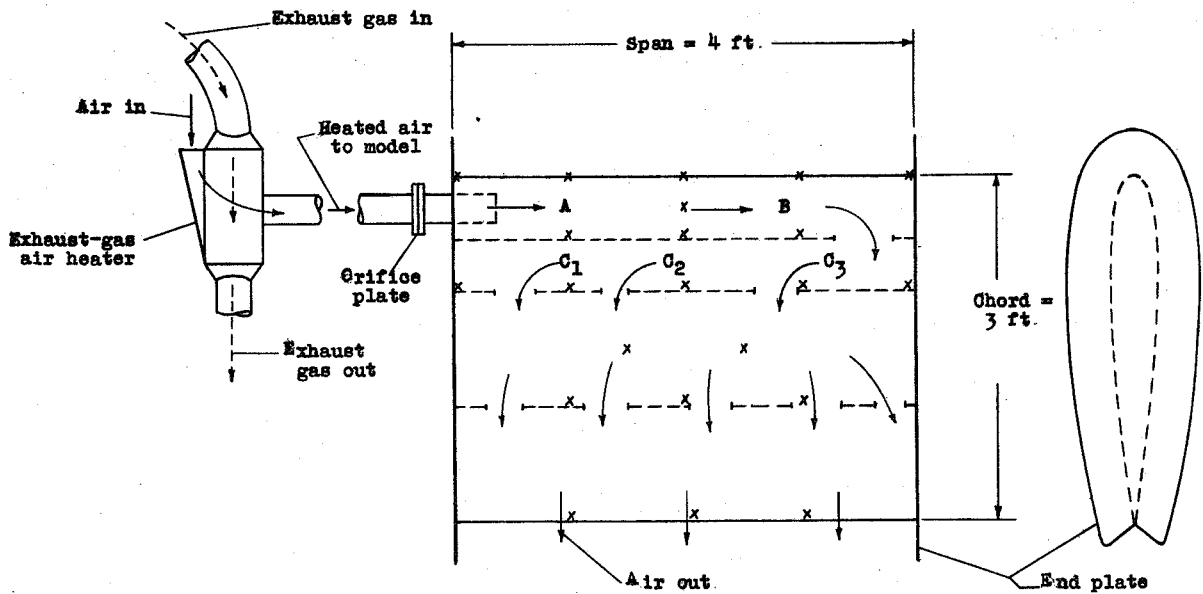 Exhaust gas in
Span = 4 ft.
Air in
Heated air
to model
A
B
Exhaust-gas
air heater
Orifice
plate
C1
C2
C3
Chord =
3 ft.
Exhaust
gas out
Air out
End plate